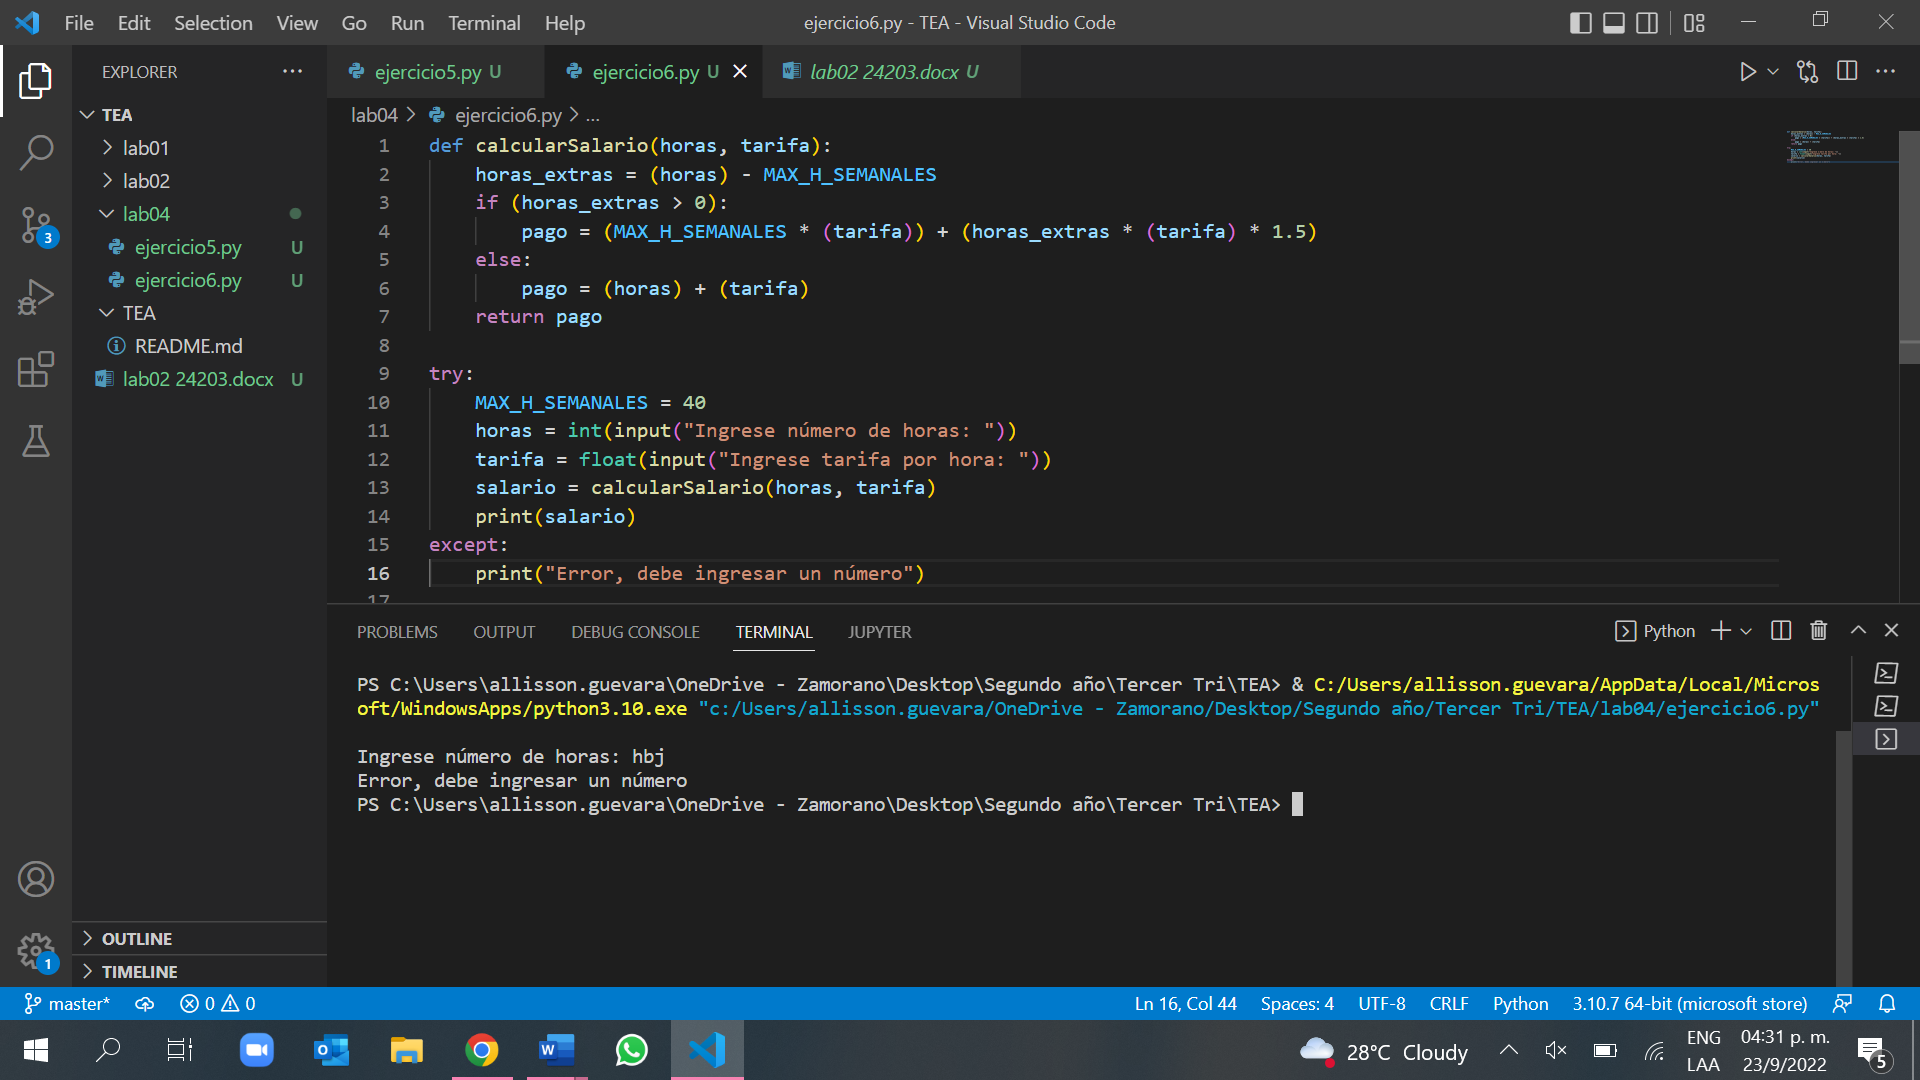 File Edit Selection View Go Run Terminal Help
ejercicio6.py - TEA - Visual Studio Code
EXPLORER
TEA
lab01
lab02
lab04
ejercicio5.py U
ejercicio6.py U
TEA
README.md
lab02 24203.docx U
OUTLINE
TIMELINE
3
1
ejercicio5.py U
ejercicio6.py U
lab02 24203.docx U
lab04 > ejercicio6.py > ...
1 def calcularSalario(horas, tarifa):
2 horas_extras = (horas) - MAX_H_SEMANALES
3 if (horas_extras > 0):
4 pago = (MAX_H_SEMANALES * (tarifa)) + (horas_extras * (tarifa) * 1.5)
5 else:
6 pago = (horas) + (tarifa)
7 return pago
8
9 try:
10 MAX_H_SEMANALES = 40
11 horas = int(input("Ingrese número de horas: "))
12 tarifa = float(input("Ingrese tarifa por hora: "))
13 salario = calcularSalario(horas, tarifa)
14 print(salario)
15 except:
16 print("Error, debe ingresar un número")
17
PROBLEMS OUTPUT DEBUG CONSOLE TERMINAL JUPYTER
Python
PS C:\Users\allisson.guevara\OneDrive - Zamorano\Desktop\Segundo año\Tercer Tri\TEA> & C:/Users/allisson.guevara/AppData/Local/Micros
oft/WindowsApps/python3.10.exe "c:/Users/allisson.guevara/OneDrive - Zamorano/Desktop/Segundo año/Tercer Tri/TEA/lab04/ejercicio6.py"
Ingrese número de horas: hbj
Error, debe ingresar un número
PS C:\Users\allisson.guevara\OneDrive - Zamorano\Desktop\Segundo año\Tercer Tri\TEA>
master* 0 0
Ln 16, Col 44 Spaces: 4 UTF-8 CRLF Python 3.10.7 64-bit (microsoft store)
28°C Cloudy
ENG
LAA
04:31 p. m.
23/9/2022
5